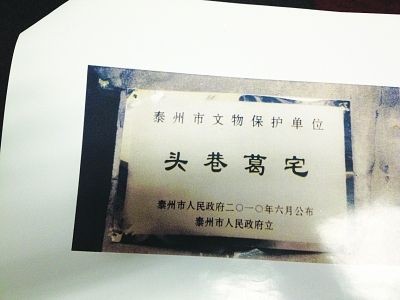 泰州市文物保护单位
头巷葛宅
泰州市人民政府二〇一〇年六月公布
泰州市人民政府立